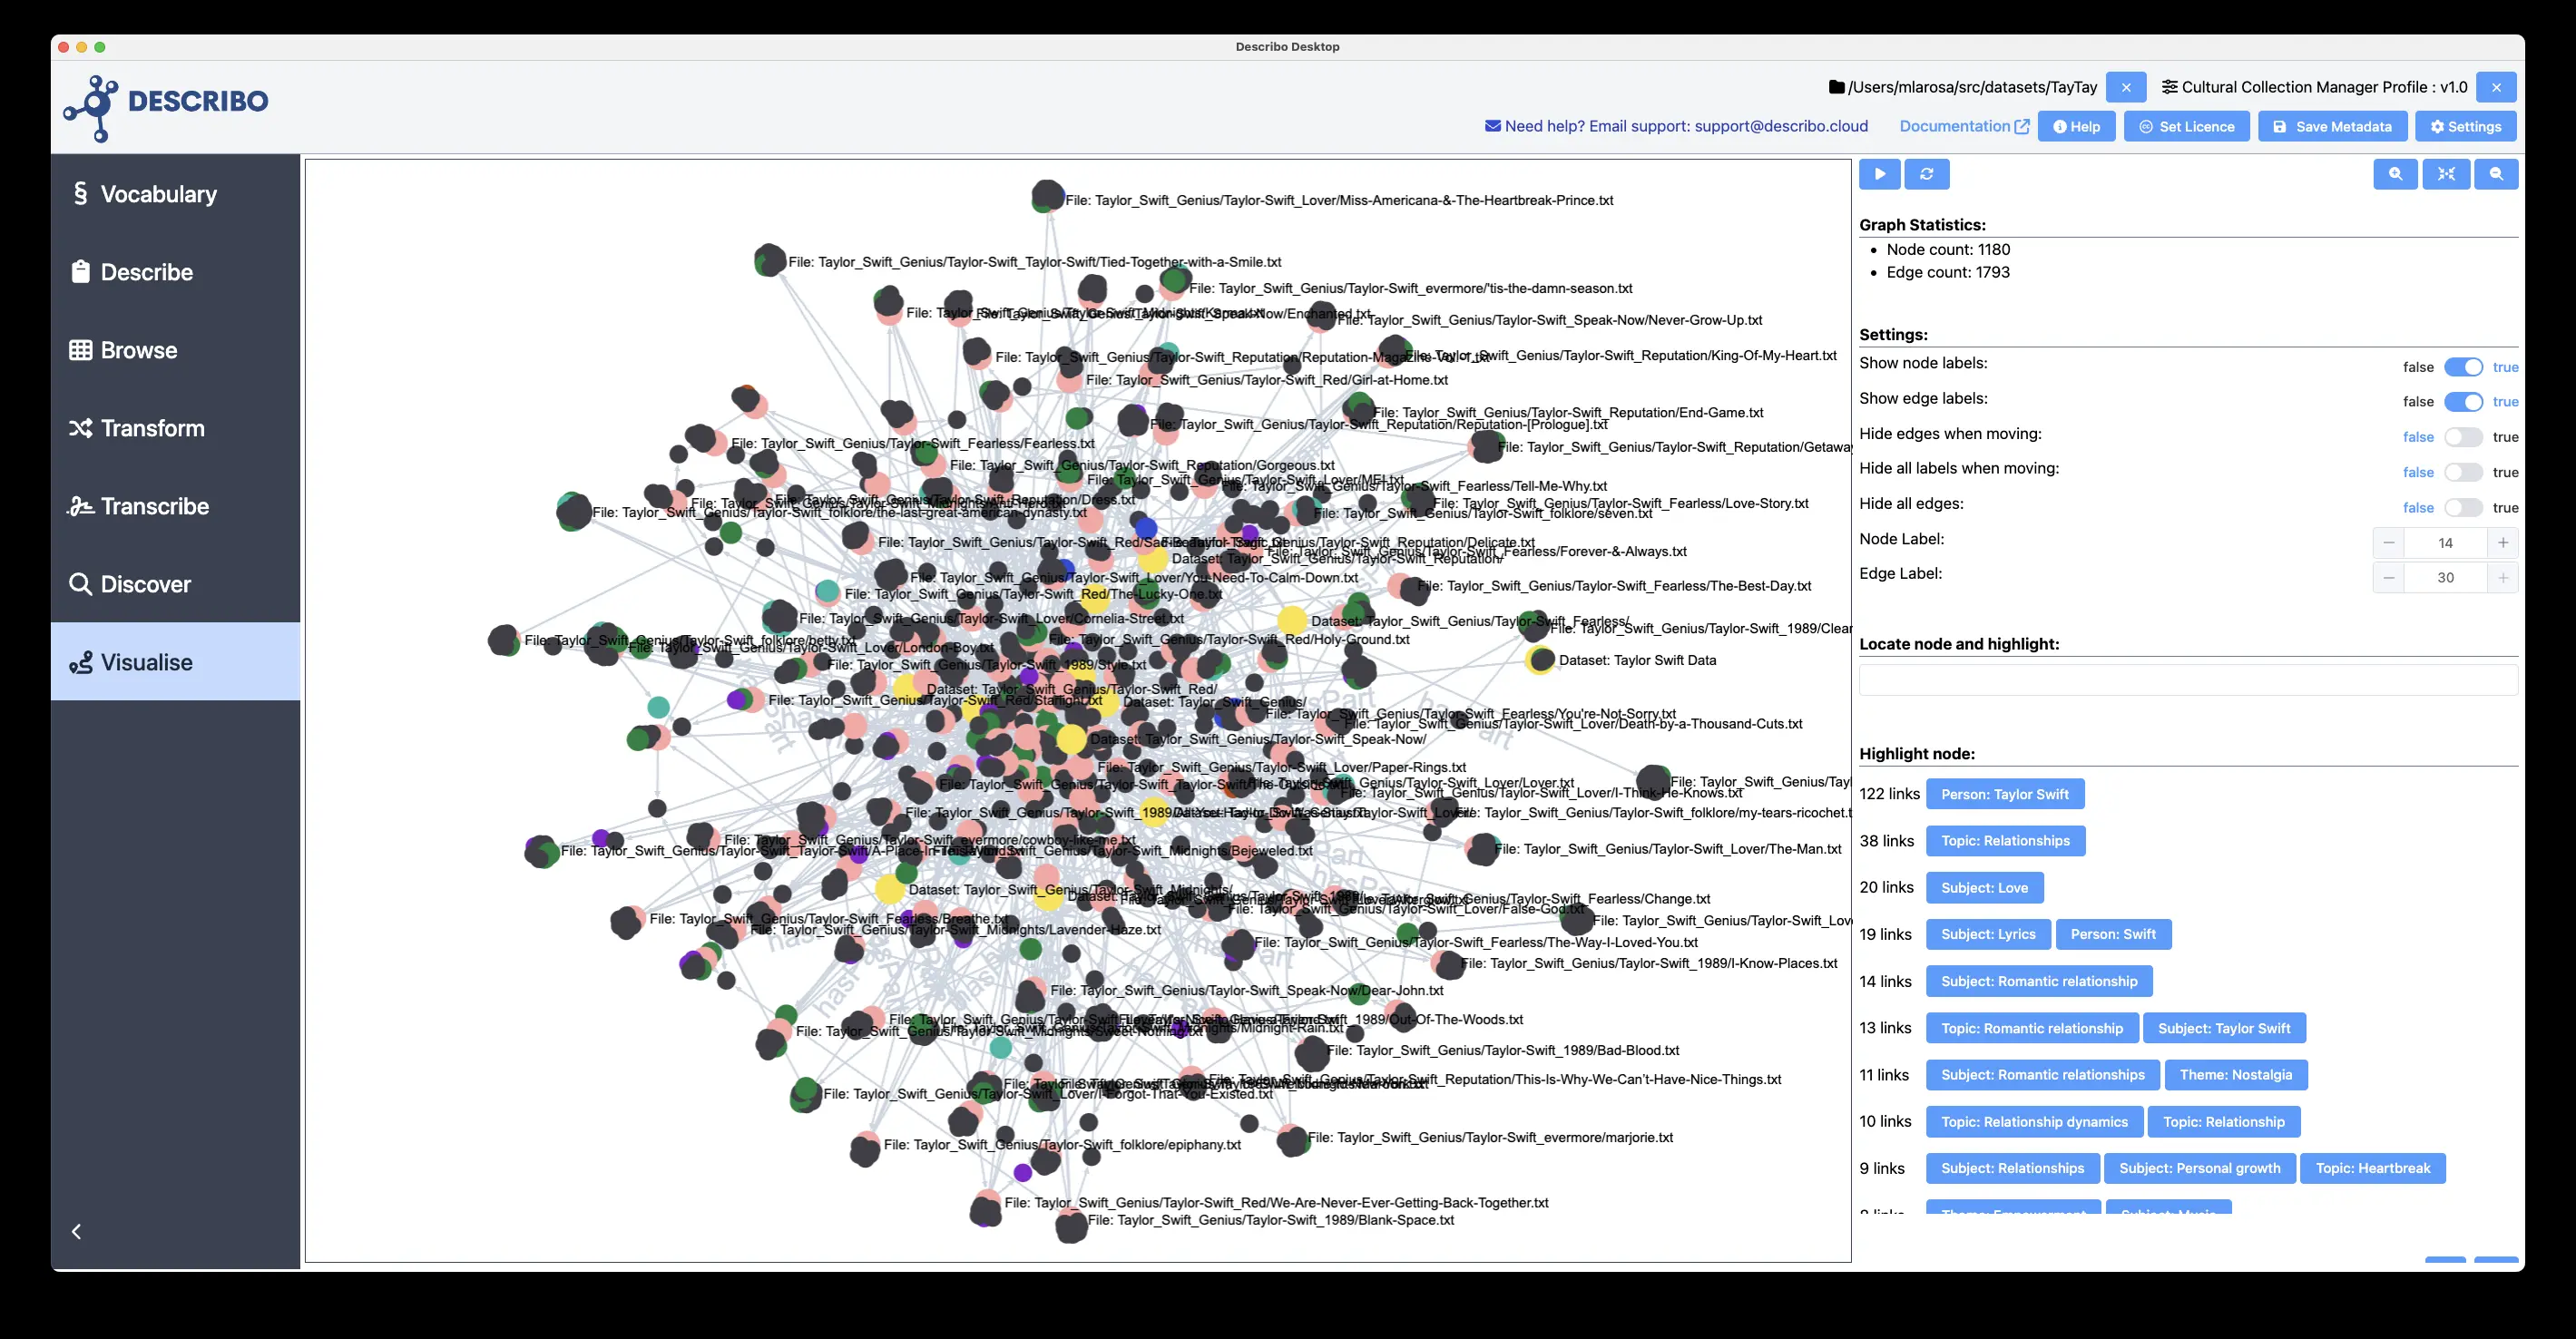 Describo Desktop
DESCRIBO
/Users/mlarosa/src/datasets/TayTay
Cultural Collection Manager Profile : v1.0
Need help? Email support: support@describo.cloud
Documentation
Help
Set Licence
Save Metadata
Settings
Vocabulary
Describe
Browse
Transform
Transcribe
Discover
Visualise
File: Taylor_Swift_Genius/Taylor-Swift_Lover/Miss-Americana-&-The-Heartbreak-Prince.txt
File: Taylor_Swift_Genius/Taylor-Swift_Taylor-Swift/Tied-Together-with-a-Smile.txt
File: Taylor_Swift_Genius/Taylor-Swift_evermore/'tis-the-damn-season.txt
File: Taylor_Swift_Genius/Taylor-Swift_Speak-Now/Never-Grow-Up.txt
File: Taylor_Swift_Genius/Taylor-Swift_Reputation/King-Of-My-Heart.txt
File: Taylor_Swift_Genius/Taylor-Swift_Red/Girl-at-Home.txt
File: Taylor_Swift_Genius/Taylor-Swift_Reputation/End-Game.txt
File: Taylor_Swift_Genius/Taylor-Swift_Reputation/Reputation-[Prologue].txt
File: Taylor_Swift_Genius/Taylor-Swift_Fearless/Fearless.txt
File: Taylor_Swift_Genius/Taylor-Swift_Reputation/Getawa
File: Taylor_Swift_Genius/Taylor-Swift_Reputation/Gorgeous.txt
File: Taylor_Swift_Genius/Taylor-Swift_Fearless/Tell-Me-Why.txt
File: Taylor_Swift_Genius/Taylor-Swift_Fearless/Love-Story.txt
File: Taylor_Swift_Genius/Taylor-Swift_folklore/the-last-great-american-dynasty.txt
File: Taylor_Swift_Genius/Taylor-Swift_folklore/seven.txt
File: Taylor_Swift_Genius/Taylor-Swift_Fearless/Forever-&-Always.txt
Dataset: Taylor_Swift_Genius/Taylor-Swift_Reputation/
File: Taylor_Swift_Genius/Taylor-Swift_Lover/You-Need-To-Calm-Down.txt
File: Taylor_Swift_Genius/Taylor-Swift_Fearless/The-Best-Day.txt
File: Taylor_Swift_Genius/Taylor-Swift_Red/The-Lucky-One.txt
File: Taylor_Swift_Genius/Taylor-Swift_Lover/Cornelia-Street.txt
Dataset: Taylor_Swift_Genius/Taylor-Swift_Fearless/
File: Taylor_Swift_Genius/Taylor-Swift_1989/Clear
File: Taylor_Swift_Genius/Taylor-Swift_Red/Holy-Ground.txt
File: Taylor_Swift_Genius/Taylor-Swift_folklore/betty.txt
File: Taylor_Swift_Genius/Taylor-Swift_Lover/London-Boy.txt
Dataset: Taylor Swift Data
File: Taylor_Swift_Genius/Taylor-Swift_1989/Style.txt
Dataset: Taylor_Swift_Genius/Taylor-Swift_Red/
File: Taylor_Swift_Genius/Taylor-Swift_Red/Starlight.txt
Dataset: Taylor_Swift_Genius/
File: Taylor_Swift_Genius/Taylor-Swift_Fearless/You're-Not-Sorry.txt
File: Taylor_Swift_Genius/Taylor-Swift_Lover/Death-by-a-Thousand-Cuts.txt
Dataset: Taylor_Swift_Genius/Taylor-Swift_Speak-Now/
File: Taylor_Swift_Genius/Taylor-Swift_Lover/Paper-Rings.txt
File: Taylor_Swift_Genius/Tayl
File: Taylor_Swift_Genius/Taylor-Swift_Lover/I-Think-He-Knows.txt
File: Taylor_Swift_Genius/Taylor-Swift_folklore/my-tears-ricochet.t
File: Taylor_Swift_Genius/Taylor-Swift_evermore/cowboy-like-me.txt
File: Taylor_Swift_Genius/Taylor-Swift_Lover/The-Man.txt
File: Taylor_Swift_Genius/Taylor-Swift_Midnights/Bejeweled.txt
Dataset: Taylor_Swift_Genius/Taylor-Swift_Midnights/
File: Taylor_Swift_Genius/Taylor-Swift_Fearless/Change.txt
File: Taylor_Swift_Genius/Taylor-Swift_Lover/False-God.txt
File: Taylor_Swift_Genius/Taylor-Swift_Fearless/Breathe.txt
File: Taylor_Swift_Genius/Taylor-Swift_Lov
File: Taylor_Swift_Genius/Taylor-Swift_Midnights/Lavender-Haze.txt
File: Taylor_Swift_Genius/Taylor-Swift_Fearless/The-Way-I-Loved-You.txt
File: Taylor_Swift_Genius/Taylor-Swift_1989/I-Know-Places.txt
File: Taylor_Swift_Genius/Taylor-Swift_Speak-Now/Dear-John.txt
File: Taylor_Swift_Genius/Taylor-Swift_1989/Bad-Blood.txt
File: Taylor_Swift_Genius/Taylor-Swift_Reputation/This-Is-Why-We-Can't-Have-Nice-Things.txt
File: Taylor_Swift_Genius/Taylor-Swift_Lover/I-Forgot-That-You-Existed.txt
File: Taylor_Swift_Genius/Taylor-Swift_evermore/marjorie.txt
File: Taylor_Swift_Genius/Taylor-Swift_folklore/epiphany.txt
File: Taylor_Swift_Genius/Taylor-Swift_Red/We-Are-Never-Ever-Getting-Back-Together.txt
File: Taylor_Swift_Genius/Taylor-Swift_1989/Blank-Space.txt
Graph Statistics:
Node count: 1180
Edge count: 1793
Settings:
Show node labels: false true
Show edge labels: false true
Hide edges when moving: false true
Hide all labels when moving: false true
Hide all edges: false true
Node Label: 14
Edge Label: 30
Locate node and highlight:
Highlight node:
122 links Person: Taylor Swift
38 links Topic: Relationships
20 links Subject: Love
19 links Subject: Lyrics Person: Swift
14 links Subject: Romantic relationship
13 links Topic: Romantic relationship Subject: Taylor Swift
11 links Subject: Romantic relationships Theme: Nostalgia
10 links Topic: Relationship dynamics Topic: Relationship
9 links Subject: Relationships Subject: Personal growth Topic: Heartbreak